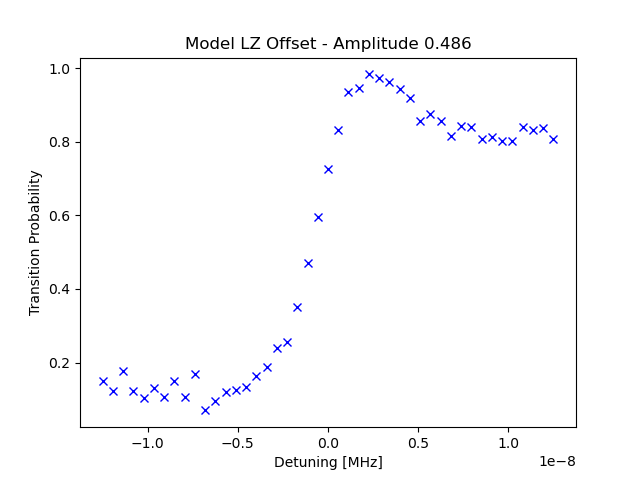 Model LZ Offset - Amplitude 0.486
1.0
0.8
0.6
0.4
0.2
Transition Probability
−1.0 −0.5 0.0 0.5 1.0
1e−8
Detuning [MHz]